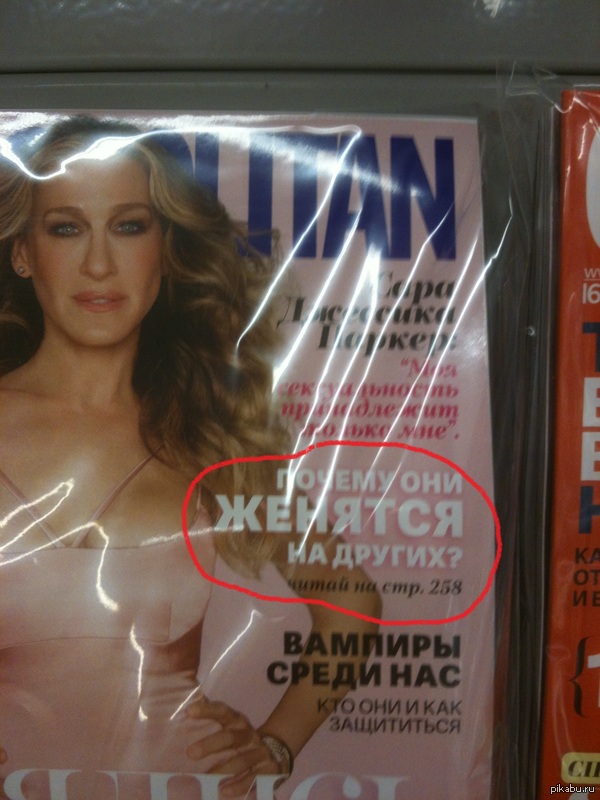 LITAN
Сара
Джессика
Паркер:
“Моя
сексуальность
принадлежит
только мне”.
ПОЧЕМУ ОНИ
ЖЕНЯТСЯ
НА ДРУГИХ?
читай на стр. 258
ВАМПИРЫ
СРЕДИ НАС
КТО ОНИ И КАК
ЗАЩИТИТЬСЯ
pikabu.ru